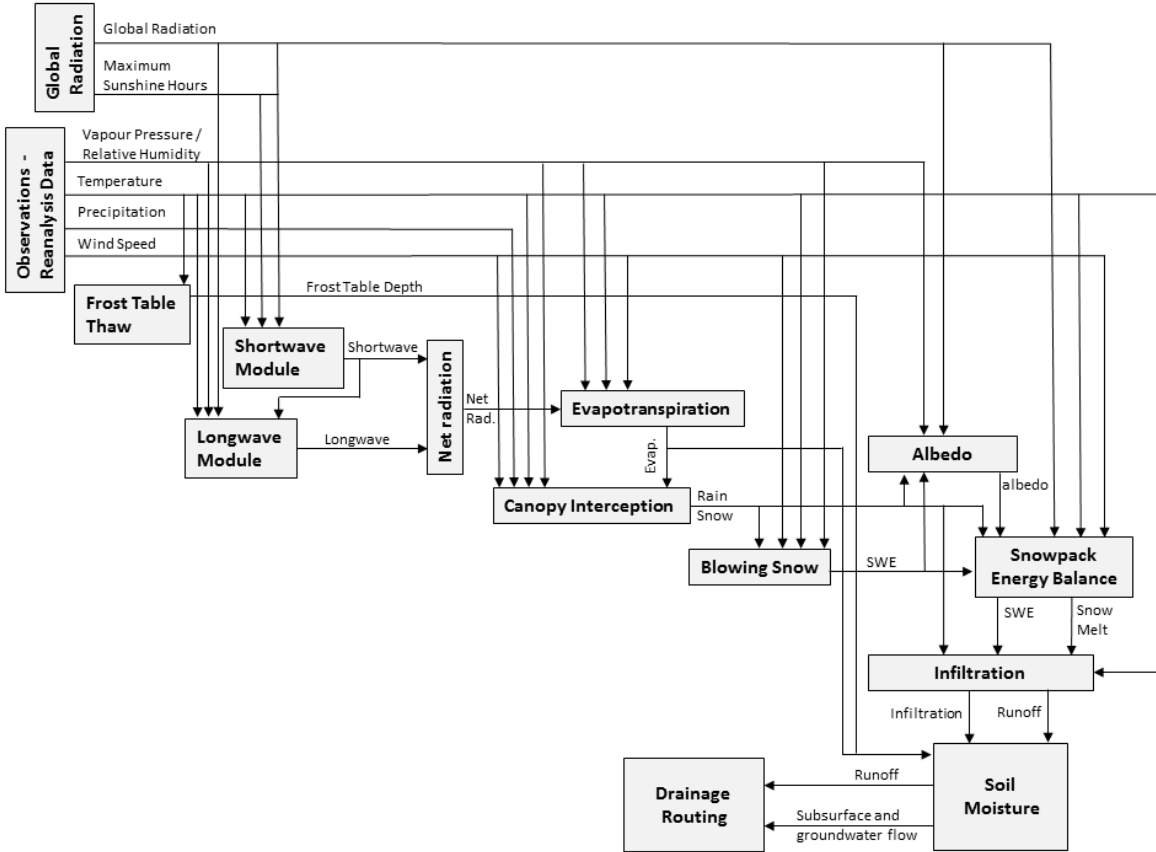 Global
Radiation
Global Radiation
Maximum
Sunshine Hours
Observations -
Reanalysis Data
Vapour Pressure /
Relative Humidity
Temperature
Precipitation
Wind Speed
Frost Table
Thaw
Frost Table Depth
Shortwave
Module
Shortwave
Longwave
Module
Longwave
Net radiation
Net
Rad.
Evapotranspiration
Evap.
Canopy Interception
Rain
Snow
Albedo
albedo
Blowing Snow
SWE
Snowpack
Energy Balance
SWE
Snow
Melt
Infiltration
Infiltration
Runoff
Soil
Moisture
Runoff
Subsurface and
groundwater flow
Drainage
Routing